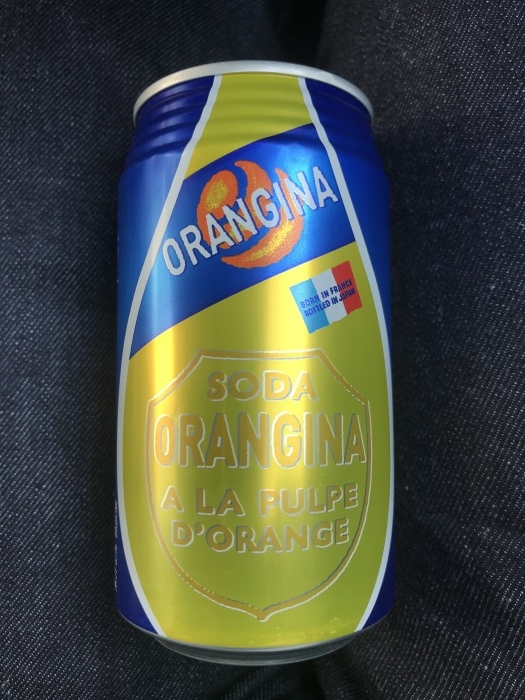 ORANGINA
BORN IN FRANCE
BOTTLED IN JAPAN
SODA
ORANGINA
A LA PULPE
D'ORANGE